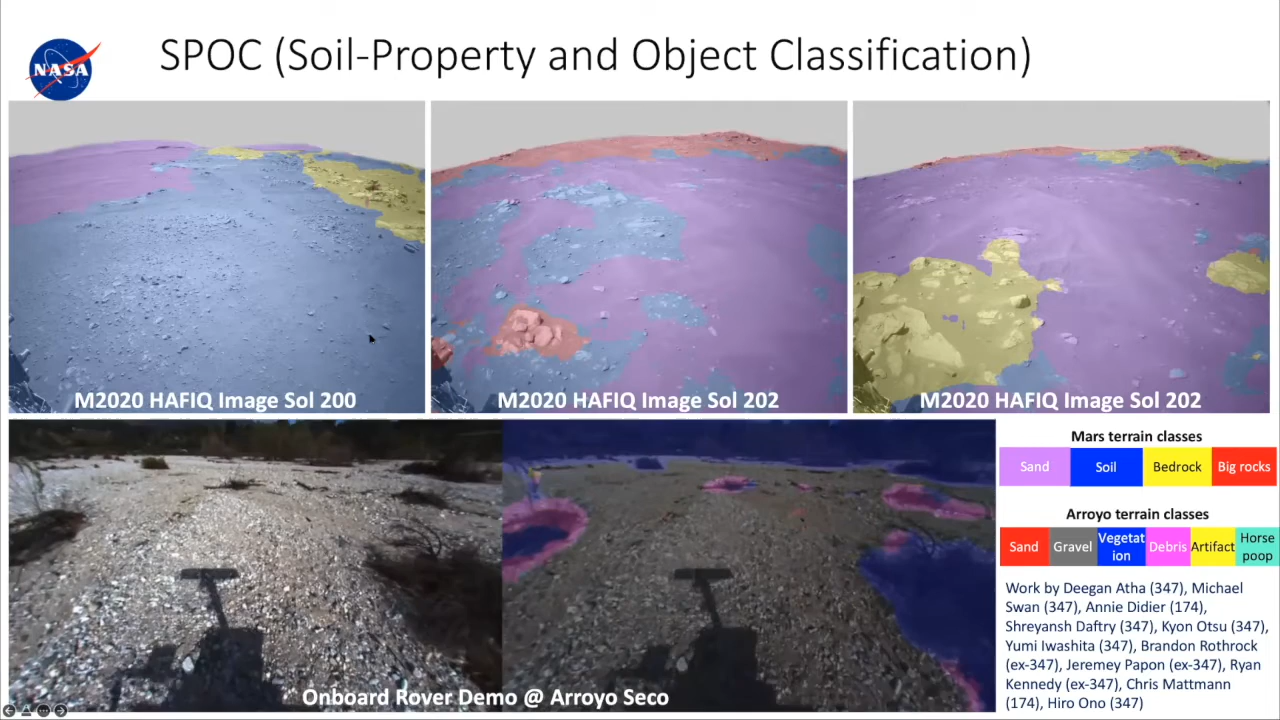 NASA
SPOC (Soil-Property and Object Classification)
M2020 HAFIQ Image Sol 200
M2020 HAFIQ Image Sol 202
M2020 HAFIQ Image Sol 202
Onboard Rover Demo @ Arroyo Seco
Mars terrain classes
Sand
Soil
Bedrock
Big rocks
Arroyo terrain classes
Sand
Gravel
Vegetat
ion
Debris
Artifact
Horse
poop
Work by Deegan Atha (347), Michael
Swan (347), Annie Didier (174),
Shreyansh Daftry (347), Kyon Otsu (347),
Yumi Iwashita (347), Brandon Rothrock
(ex-347), Jeremey Papon (ex-347), Ryan
Kennedy (ex-347), Chris Mattmann
(174), Hiro Ono (347)